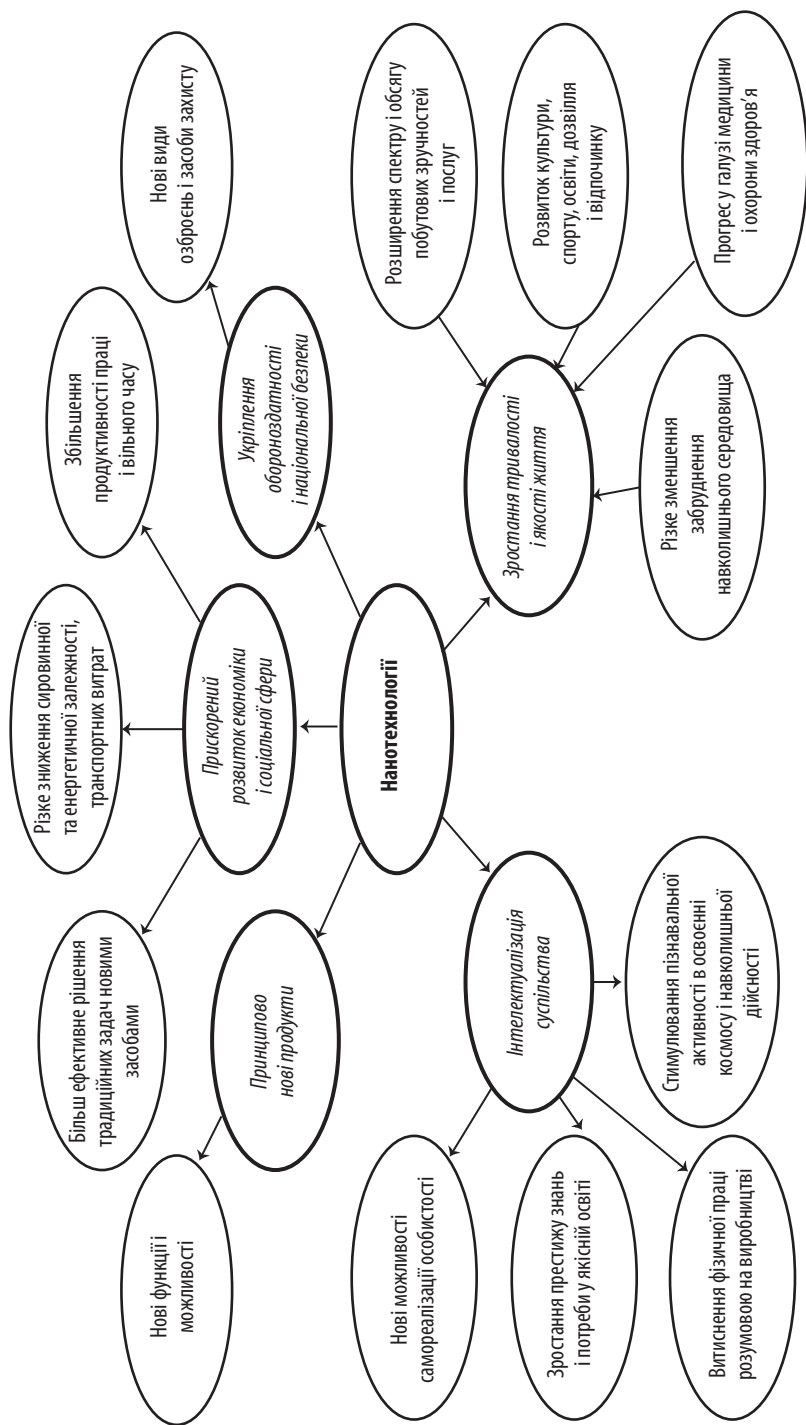 Нові види
озброєнь і засоби захисту
Збільшення
продуктивності праці
і вільного часу
Різке зниження сировинної
та енергетичної залежності,
транспортних витрат
Більш ефективне рішення
традиційних задач новими
засобами
Нові функції і
можливості
Укріплення
обороноздатності
і національної безпеки
Прискорений
розвиток економіки
і соціальної сфери
Принципово
нові продукти
Нанотехнології
Інтелектуалізація
суспільства
Зростання тривалості
і якості життя
Нові можливості
самореалізації особистості
Зростання престижу знань
і потреби у якісній освіті
Витиснення фізичної праці
розумовою на виробництві
Стимулювання пізнавальної
активності в освоєнні
космосу і навколишньої
дійсності
Різке зменшення
забруднення
навколишнього середовища
Розширення спектру і обсягу
побутових зручностей
і послуг
Розвиток культури,
спорту, освіти, дозвілля
і відпочинку
Прогрес у галузі медицини
і охорони здоров'я